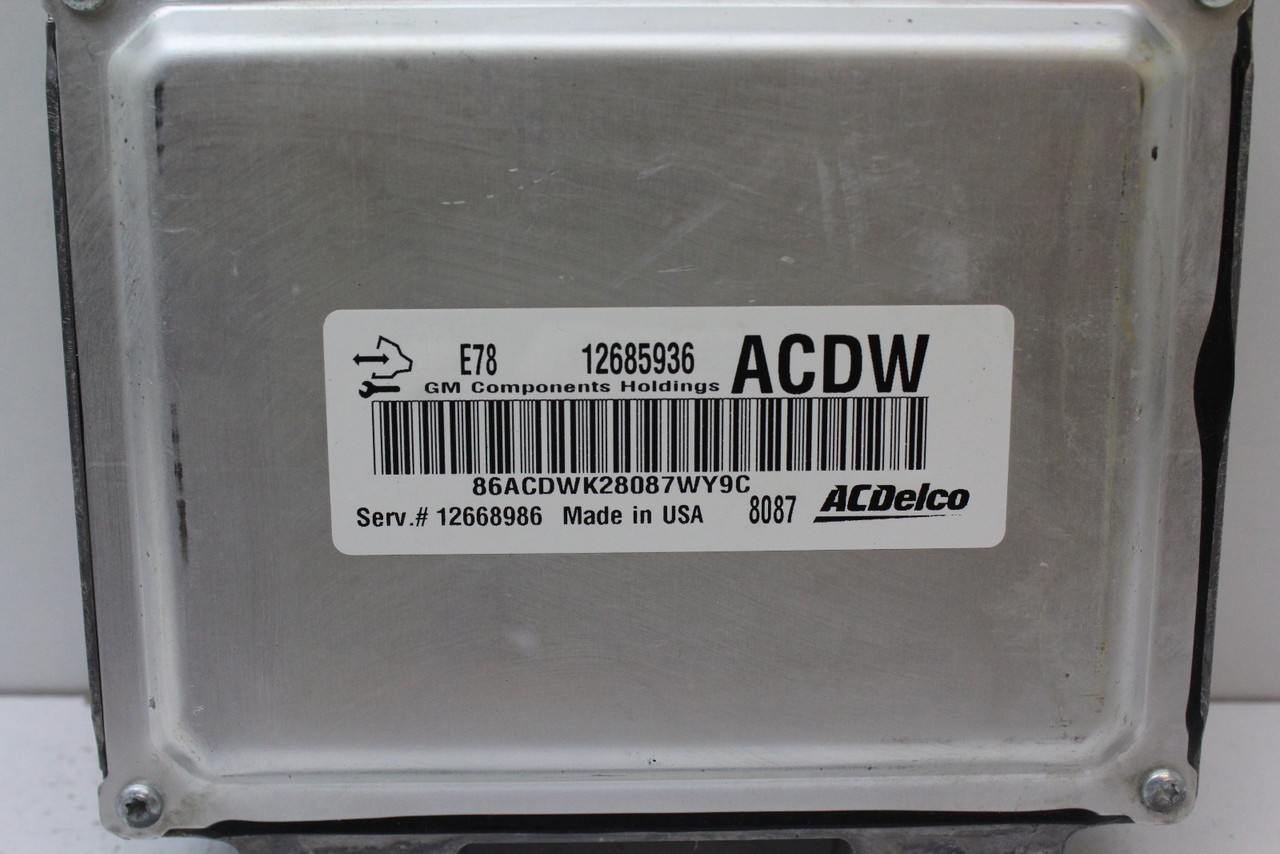 E78 12685936 ACDW
GM Components Holdings
86ACDWK28087WY9C
Serv.# 12668986 Made in USA 8087 ACDelco